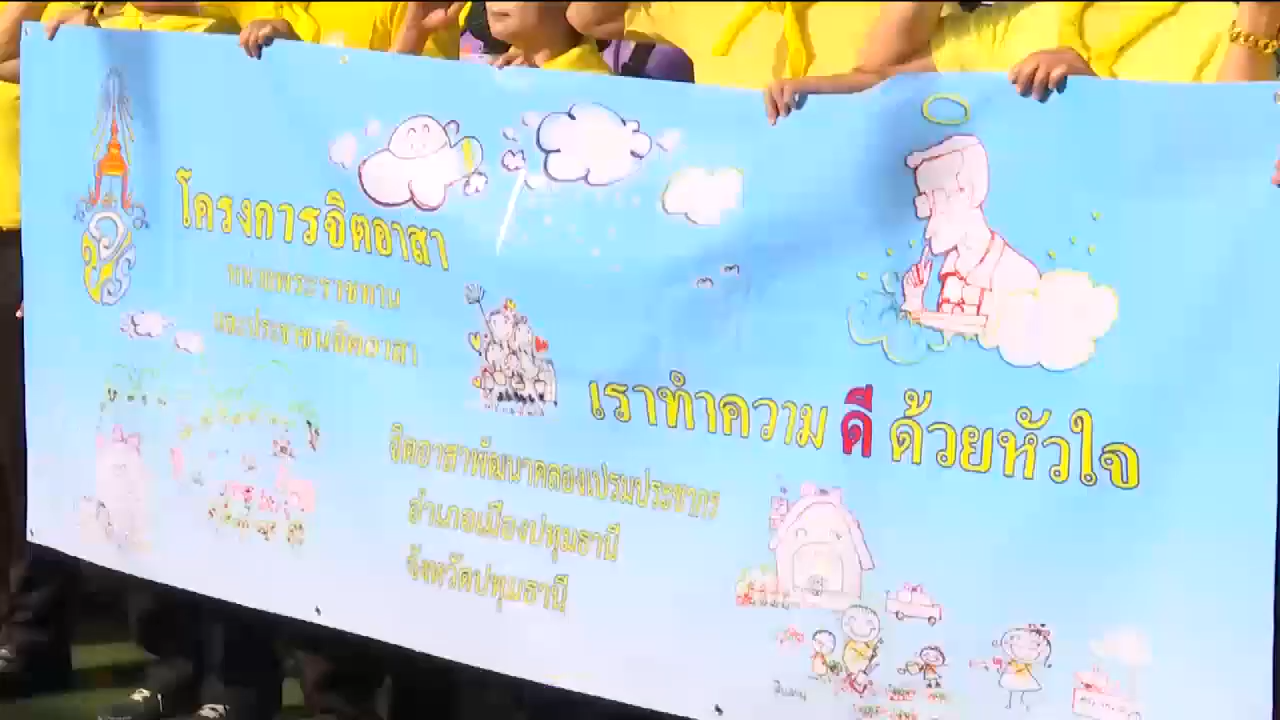 โครงการจิตอาสา
หน่วยพระราชทาน
และประชาชนจิตอาสา
เราทำความ ดี ด้วยหัวใจ
จิตอาสาพัฒนาคลองเปรมประชากร
อำเภอเมืองปทุมธานี
จังหวัดปทุมธานี